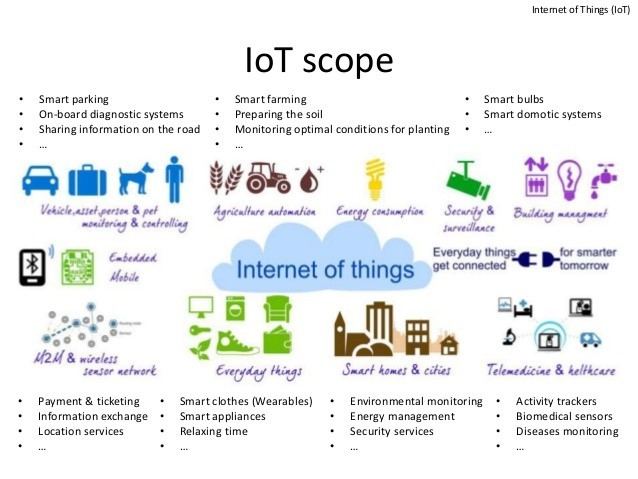 Internet of Things (IoT)
IoT scope
• Smart parking
• On-board diagnostic systems
• Sharing information on the road
• ...
• Smart farming
• Preparing the soil
• Monitoring optimal conditions for planting
• ...
• Smart bulbs
• Smart domotic systems
• ...
Vehicle,asset,person & pet
monitoring & controlling
Agriculture automation
Energy consumption
Security &
surveillance
Building managment
Embedded
Mobile
Internet of things
Everyday things
get connected
for smarter
tomorrow
M2M & wireless
sensor network
Everyday things
Smart homes & cities
Telemedicine & helthcare
• Payment & ticketing
• Information exchange
• Location services
• ...
• Smart clothes (Wearables)
• Smart appliances
• Relaxing time
• ...
• Environmental monitoring
• Energy management
• Security services
• ...
• Activity trackers
• Biomedical sensors
• Diseases monitoring
• ...